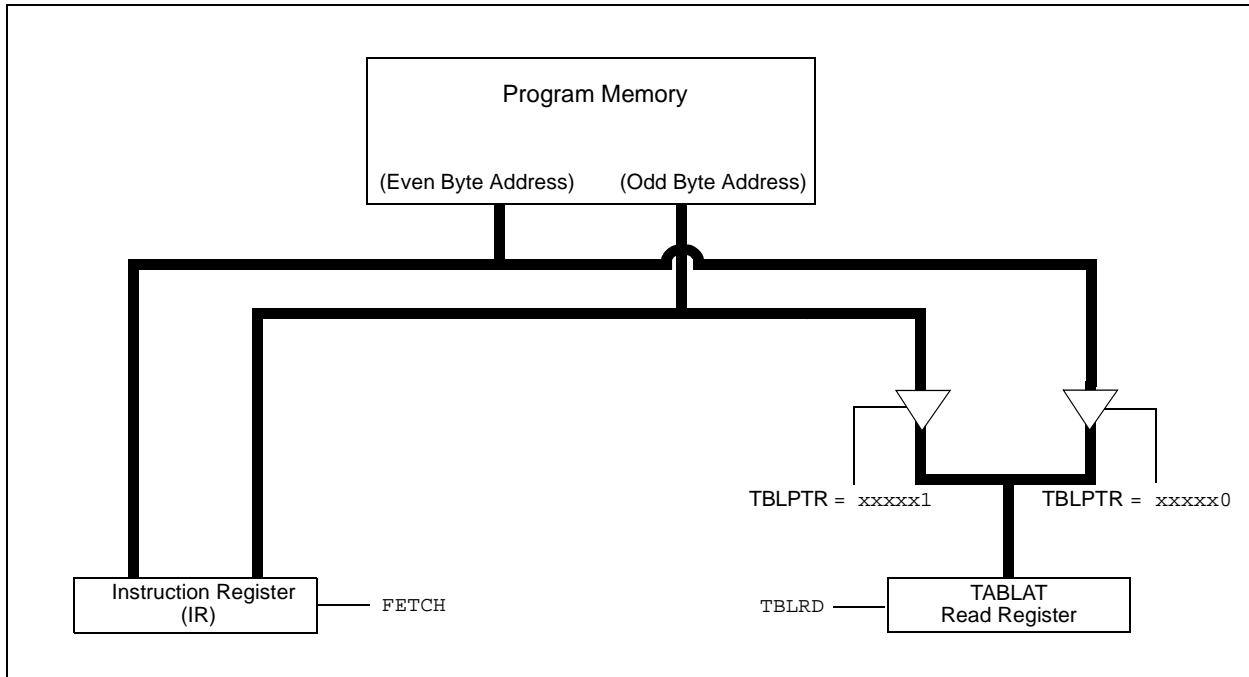 Program Memory
(Even Byte Address) (Odd Byte Address)
TBLPTR = xxxxx1
TBLPTR = xxxxx0
Instruction Register
(IR)
FETCH
TBLRD
TABLAT
Read Register